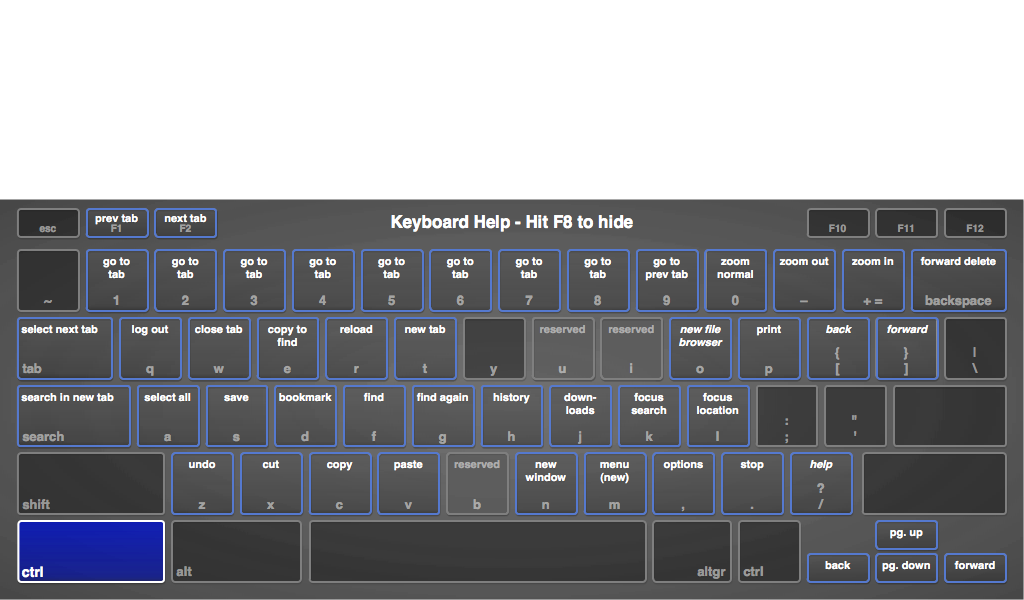 Keyboard Help - Hit F8 to hide
esc
prev tab
F1
next tab
F2
F10
F11
F12
~
go to
tab
1
go to
tab
2
go to
tab
3
go to
tab
4
go to
tab
5
go to
tab
6
go to
tab
7
go to
tab
8
go to
prev tab
9
zoom
normal
0
zoom out
–
zoom in
+ =
forward delete
backspace
select next tab
tab
log out
q
close tab
w
copy to
find
e
reload
r
new tab
t
y
reserved
u
reserved
i
new file
browser
o
print
p
back
{
[
forward
}
]
|
\
search in new tab
search
select all
a
save
s
bookmark
d
find
f
find again
g
history
h
down-
loads
j
focus
search
k
focus
location
l
:
;
"
'
shift
undo
z
cut
x
copy
c
paste
v
reserved
b
new
window
n
menu
(new)
m
options
,
stop
.
help
?
/
ctrl
alt
altgr
ctrl
pg. up
back
pg. down
forward